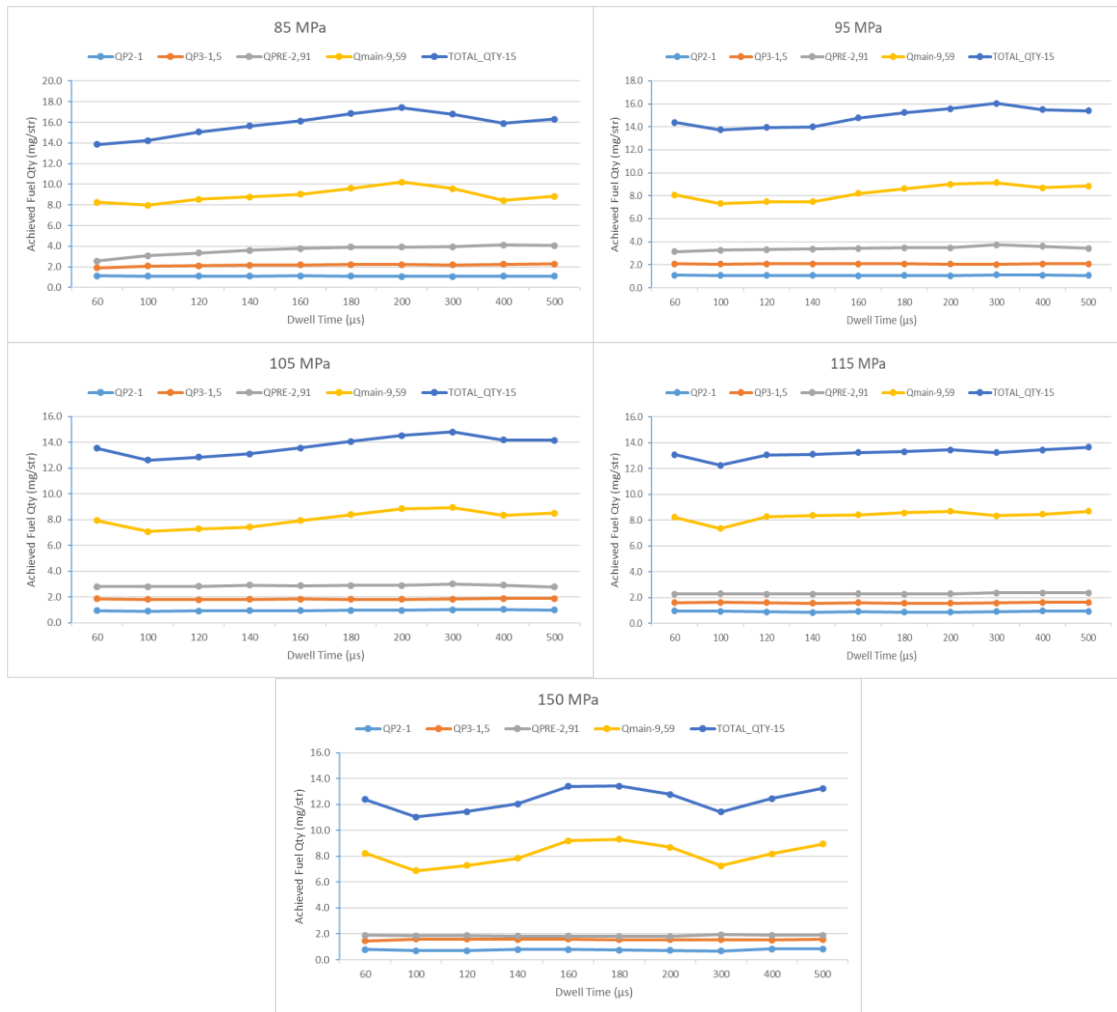 85 MPa
QP2-1 QP3-1,5 QPRE-2,91 Qmain-9,59 TOTAL_QTY-15
Achieved Fuel Qty (mg/str)
20.0
18.0
16.0
14.0
12.0
10.0
8.0
6.0
4.0
2.0
0.0
60 100 120 140 160 180 200 300 400 500
Dwell Time (µs)
95 MPa
QP2-1 QP3-1,5 QPRE-2,91 Qmain-9,59 TOTAL_QTY-15
Achieved Fuel Qty (mg/str)
18.0
16.0
14.0
12.0
10.0
8.0
6.0
4.0
2.0
0.0
60 100 120 140 160 180 200 300 400 500
Dwell Time (µs)
105 MPa
QP2-1 QP3-1,5 QPRE-2,91 Qmain-9,59 TOTAL_QTY-15
Achieved Fuel Qty (mg/str)
16.0
14.0
12.0
10.0
8.0
6.0
4.0
2.0
0.0
60 100 120 140 160 180 200 300 400 500
Dwell Time (µs)
115 MPa
QP2-1 QP3-1,5 QPRE-2,91 Qmain-9,59 TOTAL_QTY-15
Achieved Fuel Qty (mg/str)
16.0
14.0
12.0
10.0
8.0
6.0
4.0
2.0
0.0
60 100 120 140 160 180 200 300 400 500
Dwell Time (µs)
150 MPa
QP2-1 QP3-1,5 QPRE-2,91 Qmain-9,59 TOTAL_QTY-15
Achieved Fuel Qty (mg/str)
16.0
14.0
12.0
10.0
8.0
6.0
4.0
2.0
0.0
60 100 120 140 160 180 200 300 400 500
Dwell Time (µs)